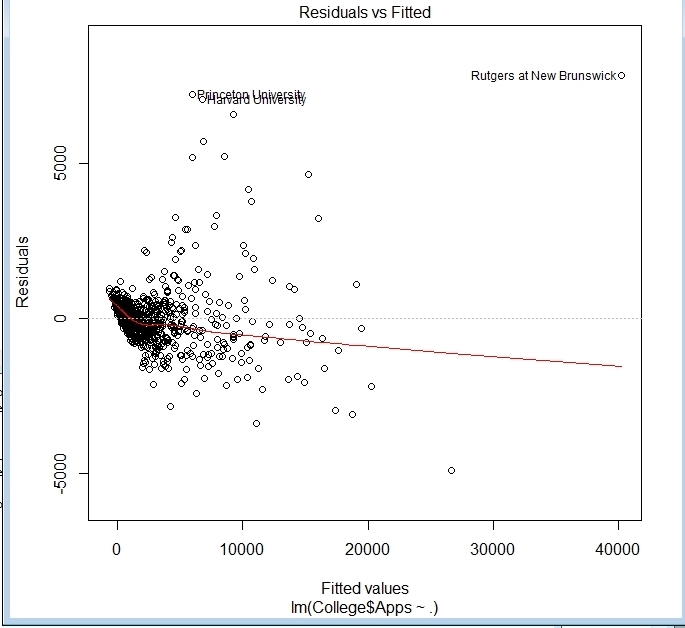 Residuals vs Fitted
Rutgers at New Brunswick
Princeton University
Harvard University
5000
0
-5000
Residuals
0 10000 20000 30000 40000
Fitted values
lm(College$Apps ~ .)